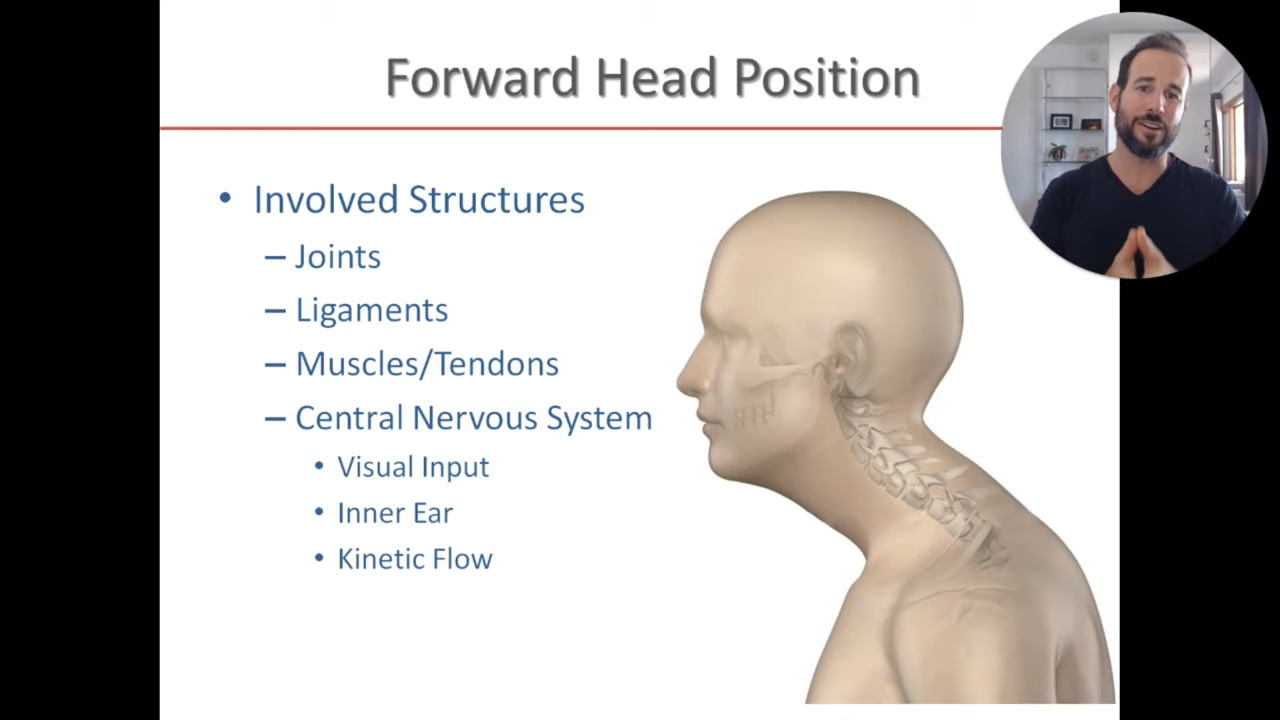 Forward Head Position
• Involved Structures
– Joints
– Ligaments
– Muscles/Tendons
– Central Nervous System
• Visual Input
• Inner Ear
• Kinetic Flow